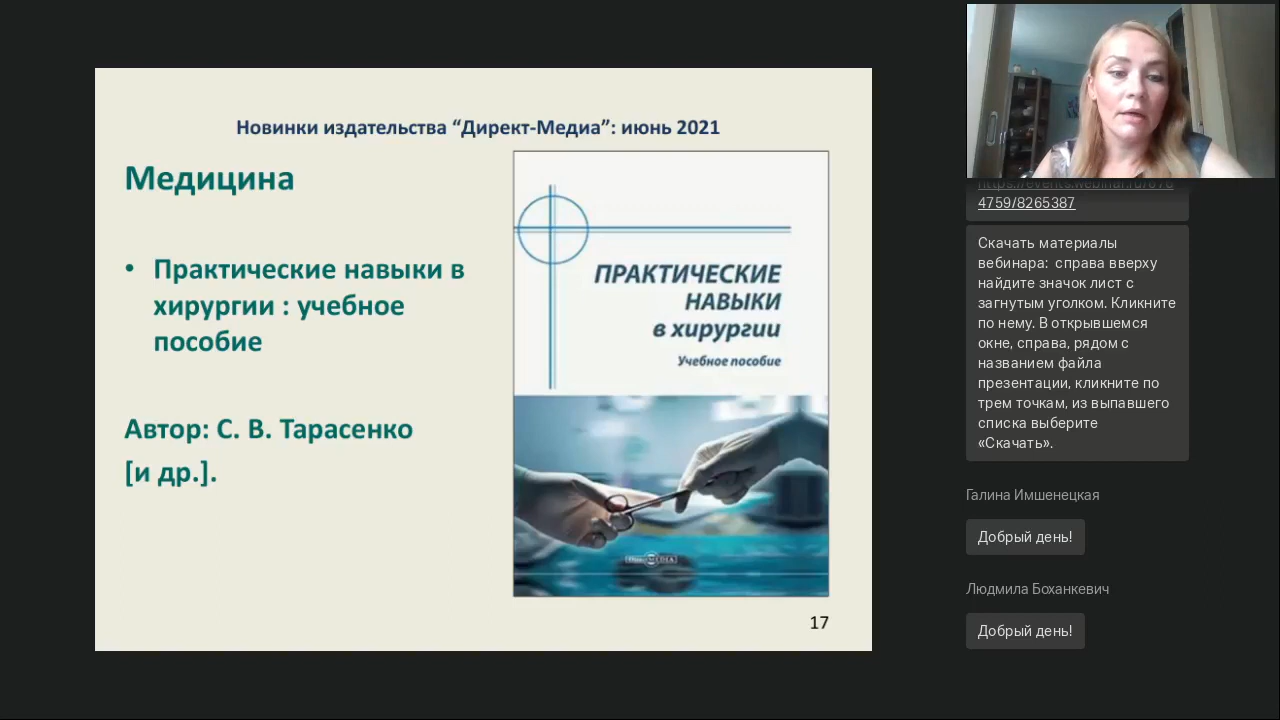 Новинки издательства “Директ-Медиа”: июнь 2021
Медицина
• Практические навыки в
хирургии : учебное
пособие
Автор: С. В. Тарасенко
[и др.].
ПРАКТИЧЕСКИЕ
НАВЫКИ
в хирургии
Учебное пособие
17
4759/8265387
Скачать материалы
вебинара: справа вверху
найдите значок лист с
загнутым уголком. Кликните
по нему. В открывшемся
окне, справа, рядом с
названием файла
презентации, кликните по
трем точкам, из выпавшего
списка выберите
«Скачать».
Галина Имшенецкая
Добрый день!
Людмила Боханкевич
Добрый день!